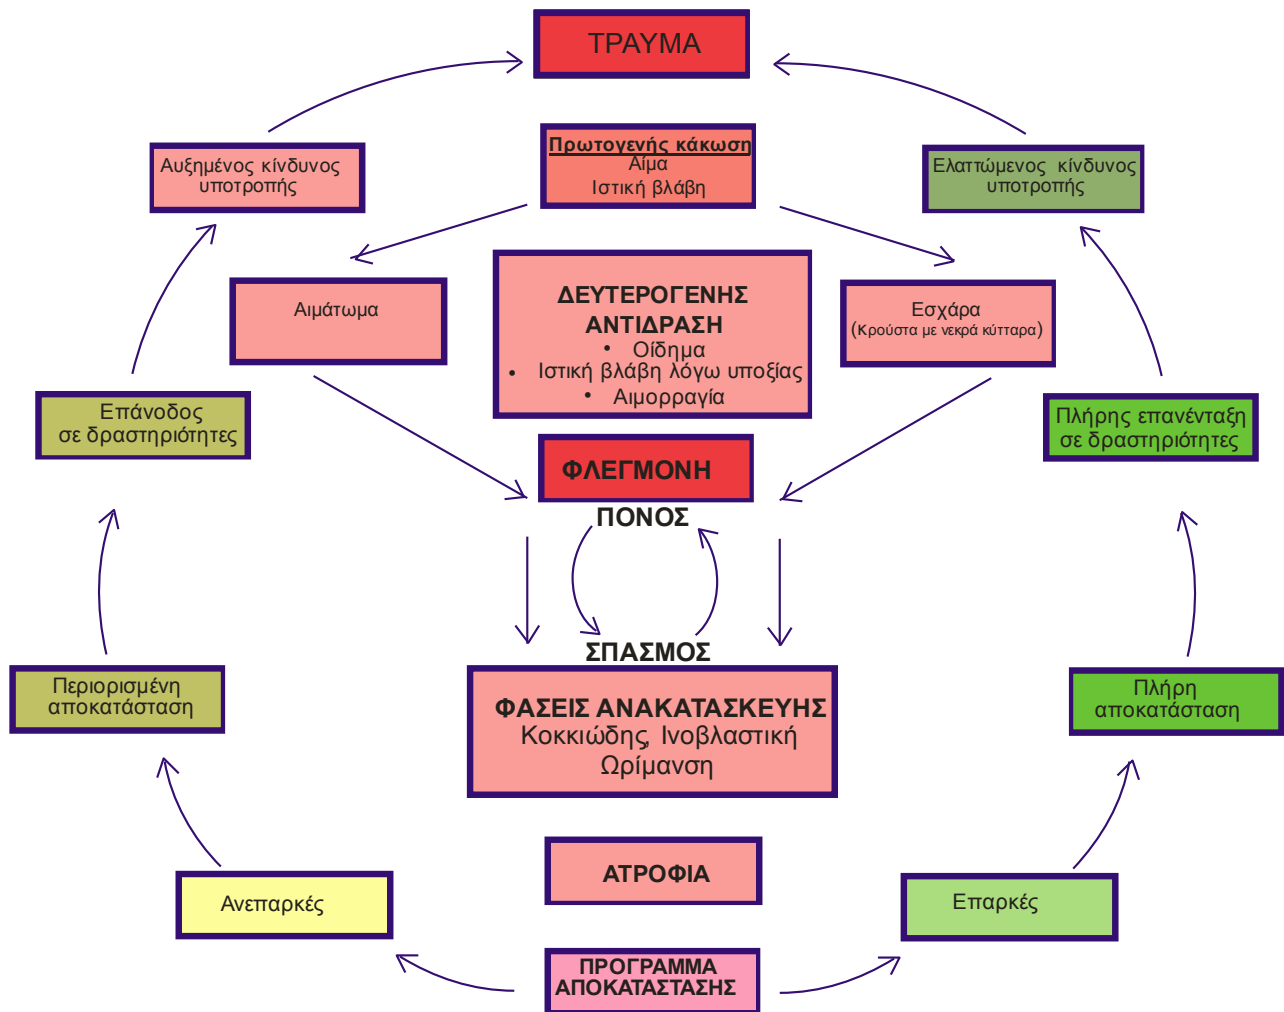 ΤΡΑΥΜΑ
Πρωτογενής κάκωση
Αίμα
Ιστική βλάβη
Αυξημένος κίνδυνος
υποτροπής
Ελαττώμενος κίνδυνος
υποτροπής
Αιμάτωμα
ΔΕΥΤΕΡΟΓΕΝΗΣ
ΑΝΤΙΔΡΑΣΗ
• Οίδημα
• Ιστική βλάβη λόγω υποξίας
• Αιμορραγία
Εσχάρα
(κρούστα με νεκρά κύτταρα)
Επάνοδος
σε δραστηριότητες
Πλήρης επανένταξη
σε δραστηριότητες
ΦΛΕΓΜΟΝΗ
ΠΟΝΟΣ
ΣΠΑΣΜΟΣ
Περιορισμένη
αποκατάσταση
ΦΑΣΕΙΣ ΑΝΑΚΑΤΑΣΚΕΥΗΣ
Κοκκιώδης, Ινοβλαστική
Ωρίμανση
Πλήρη
αποκατάσταση
ΑΤΡΟΦΙΑ
Ανεπαρκές
Επαρκές
ΠΡΟΓΡΑΜΜΑ
ΑΠΟΚΑΤΑΣΤΑΣΗΣ